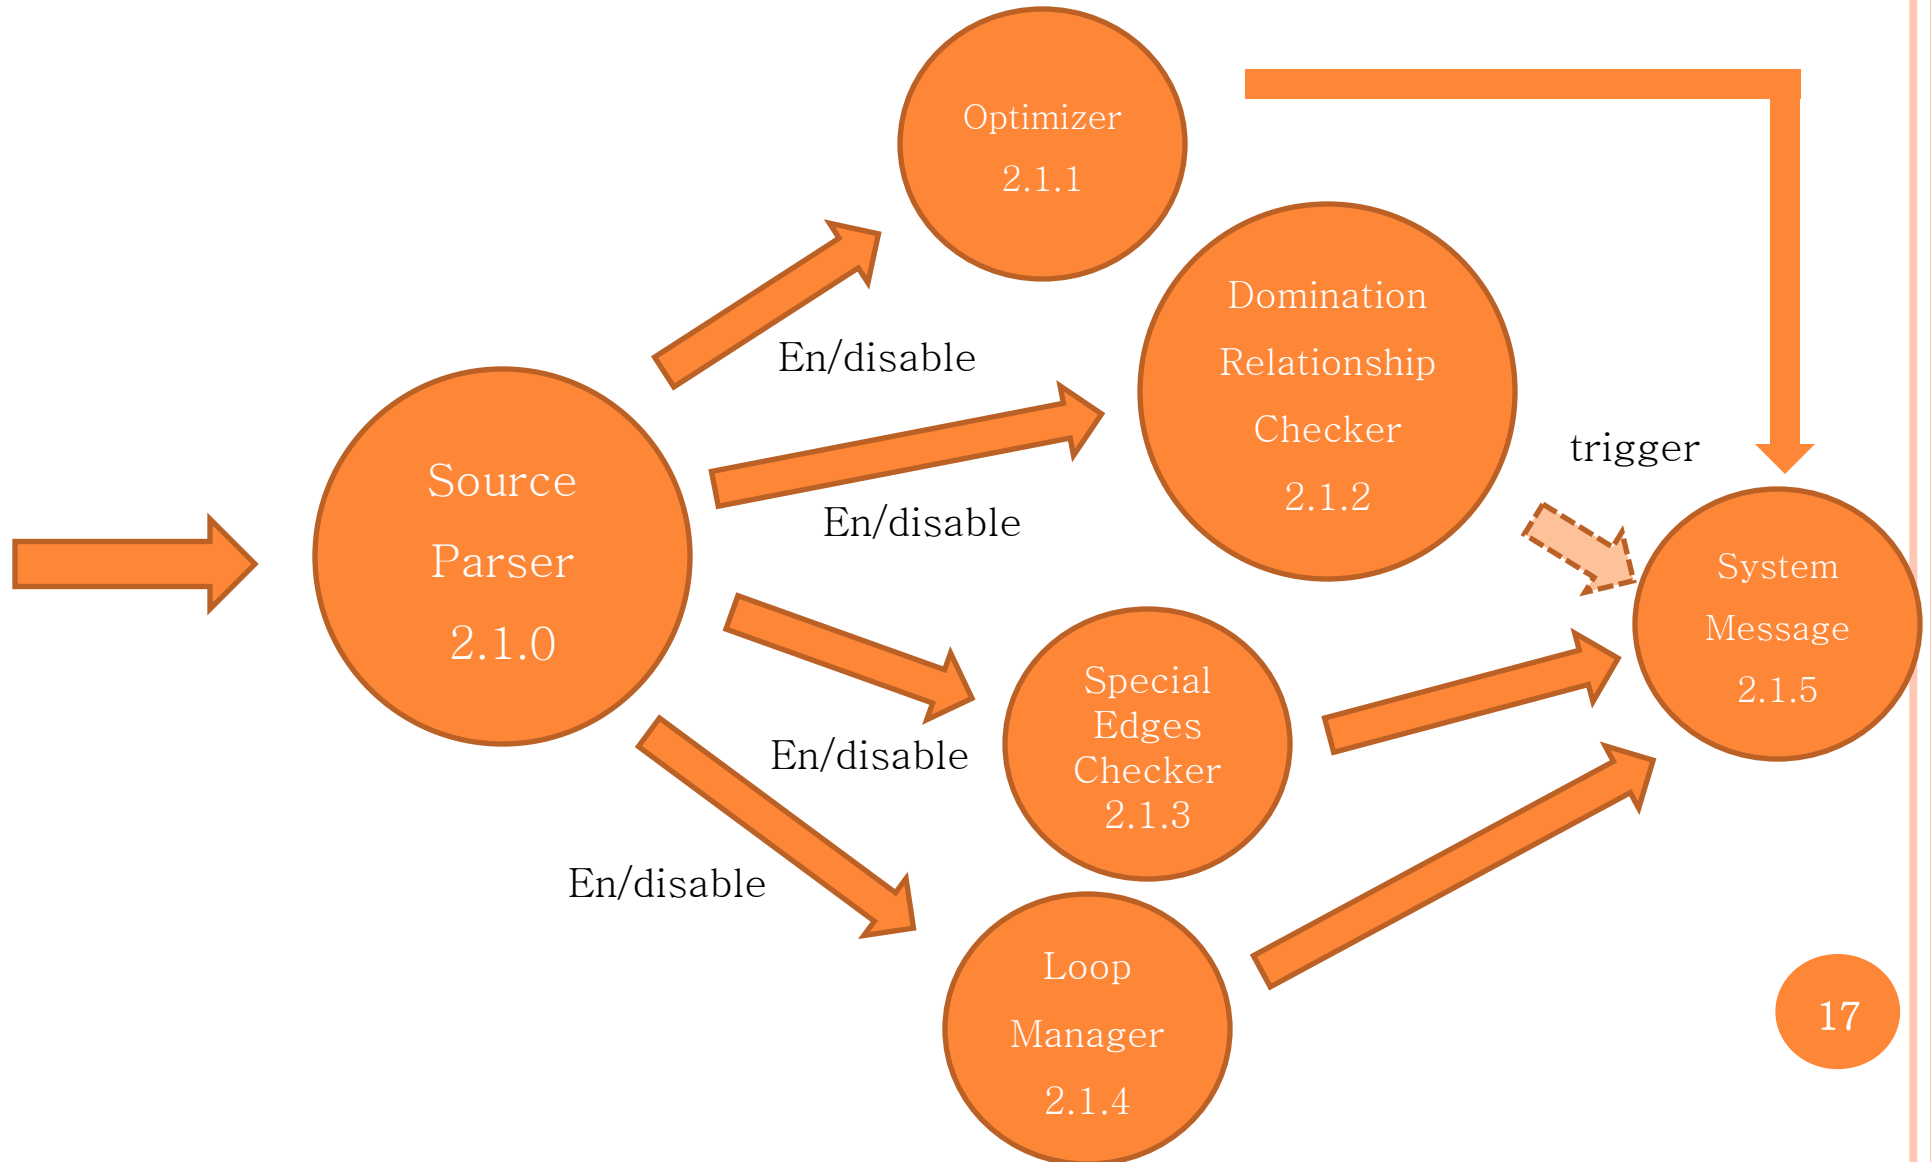 Optimizer
2.1.1
En/disable
Domination
Relationship
Checker
2.1.2
En/disable
trigger
Source
Parser
2.1.0
System
Message
2.1.5
Special
Edges
Checker
2.1.3
En/disable
En/disable
Loop
Manager
2.1.4
17